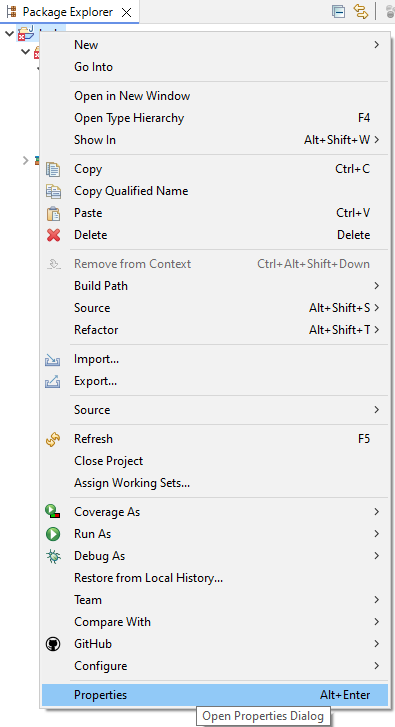 Package Explorer
New
Go Into
Open in New Window
Open Type Hierarchy F4
Show In Alt+Shift+W
Copy Ctrl+C
Copy Qualified Name
Paste Ctrl+V
Delete Delete
Remove from Context Ctrl+Alt+Shift+Down
Build Path
Source Alt+Shift+S
Refactor Alt+Shift+T
Import...
Export...
Source
Refresh F5
Close Project
Assign Working Sets...
Coverage As
Run As
Debug As
Restore from Local History...
Team
Compare With
GitHub
Configure
Properties Alt+Enter
Open Properties Dialog